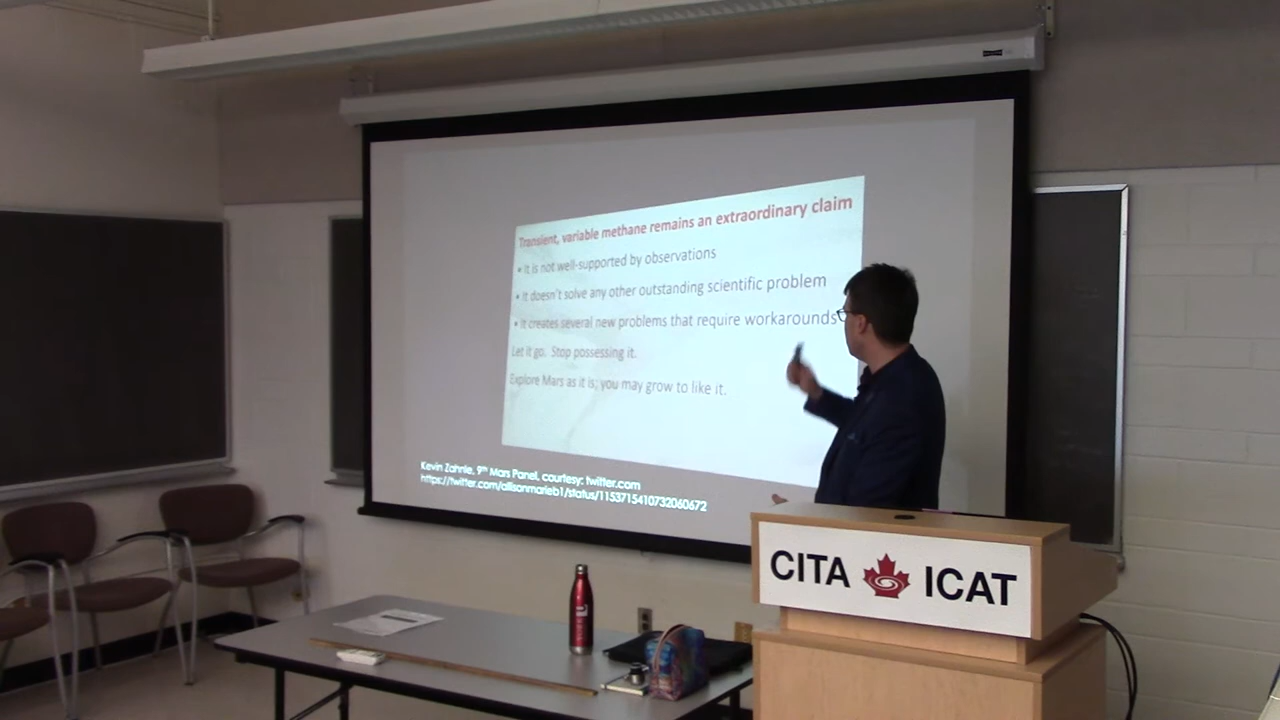 Transient, variable methane remains an extraordinary claim
• It is not well-supported by observations
• It doesn't solve any other outstanding scientific problem
• It creates several new problems that require workarounds
Let it go. Stop possessing it.
Explore Mars as it is; you may grow to like it.
Kevin Zahnle, 9th Mars Panel, courtesy: twitter.com
https://twitter.com/allisonmarieb1/status/1153715410732060672
CITA ICAT